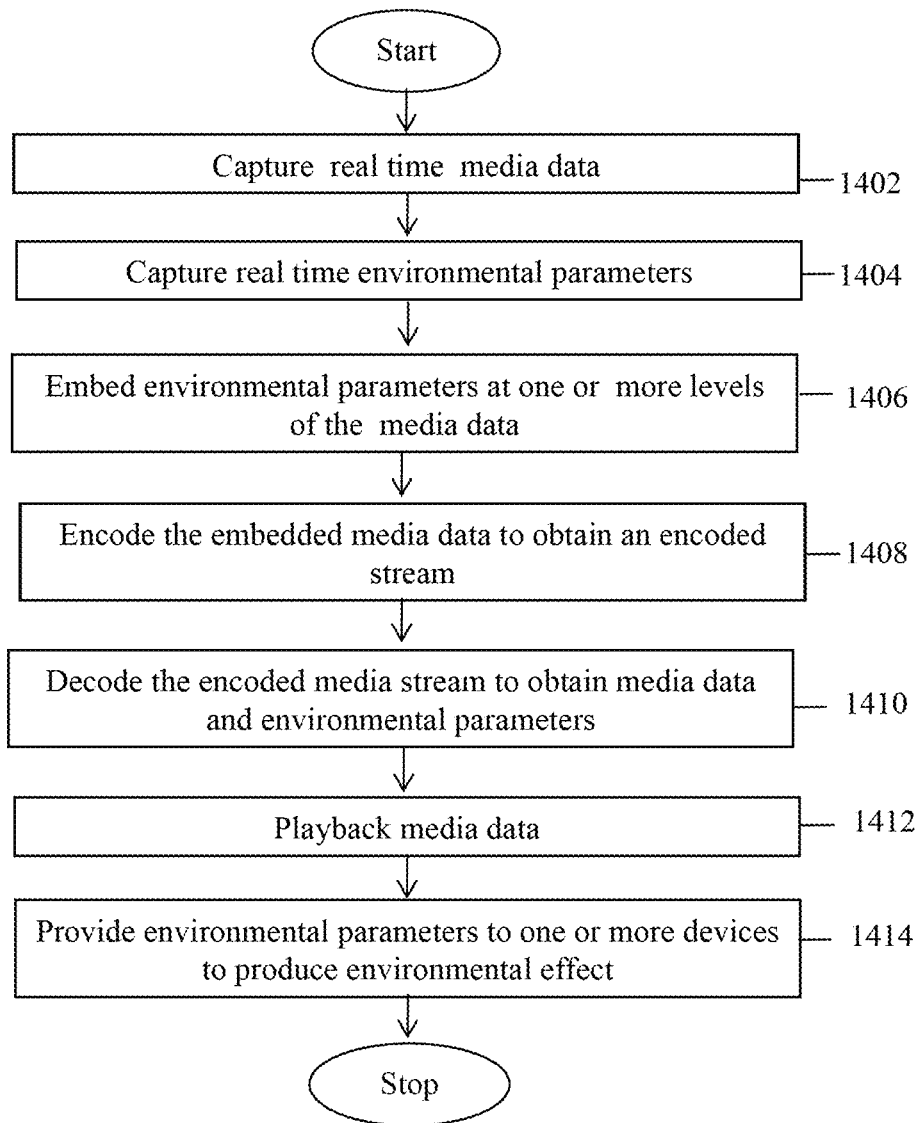 Start
Capture real time media data
1402
Capture real time environmental parameters
1404
Embed environmental parameters at one or more levels
of the media data
1406
Encode the embedded media data to obtain an encoded
stream
1408
Decode the encoded media stream to obtain media data
and environmental parameters
1410
Playback media data
1412
Provide environmental parameters to one or more devices
to produce environmental effect
1414
Stop